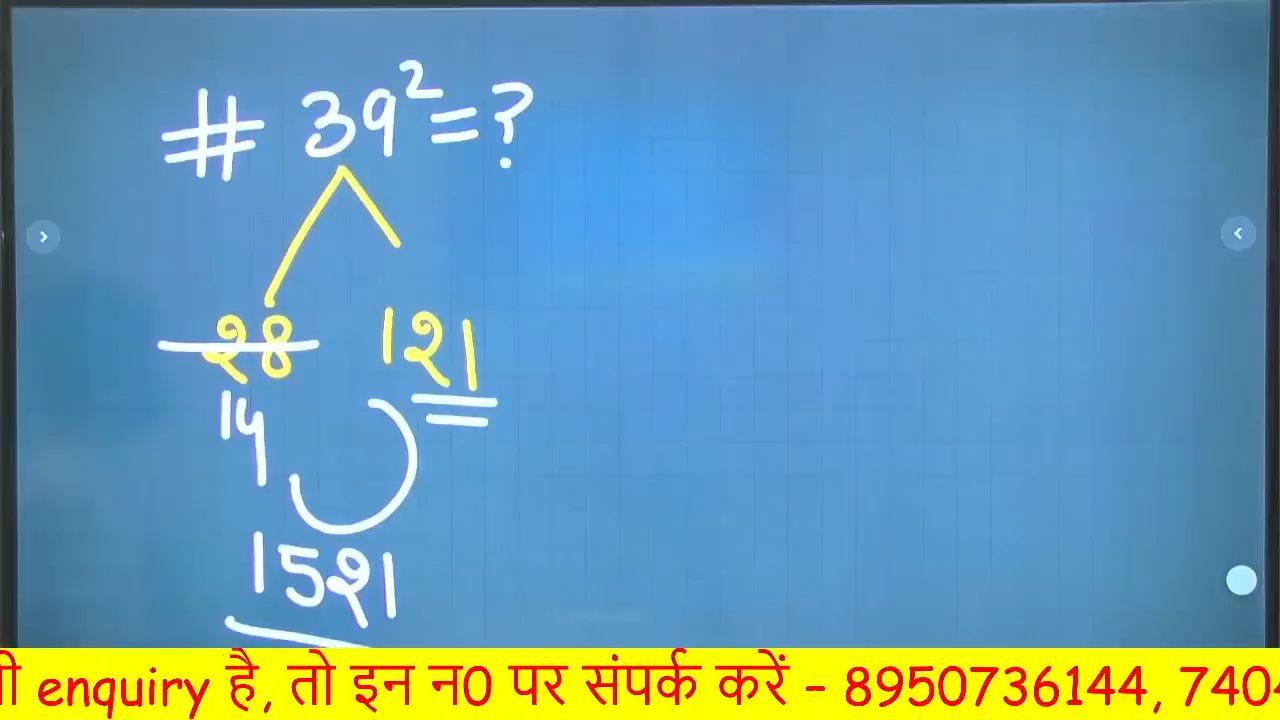 # 39² = ?
28 121
14
1521
ी enquiry है, तो इन न0 पर संपर्क करें - 8950736144, 740